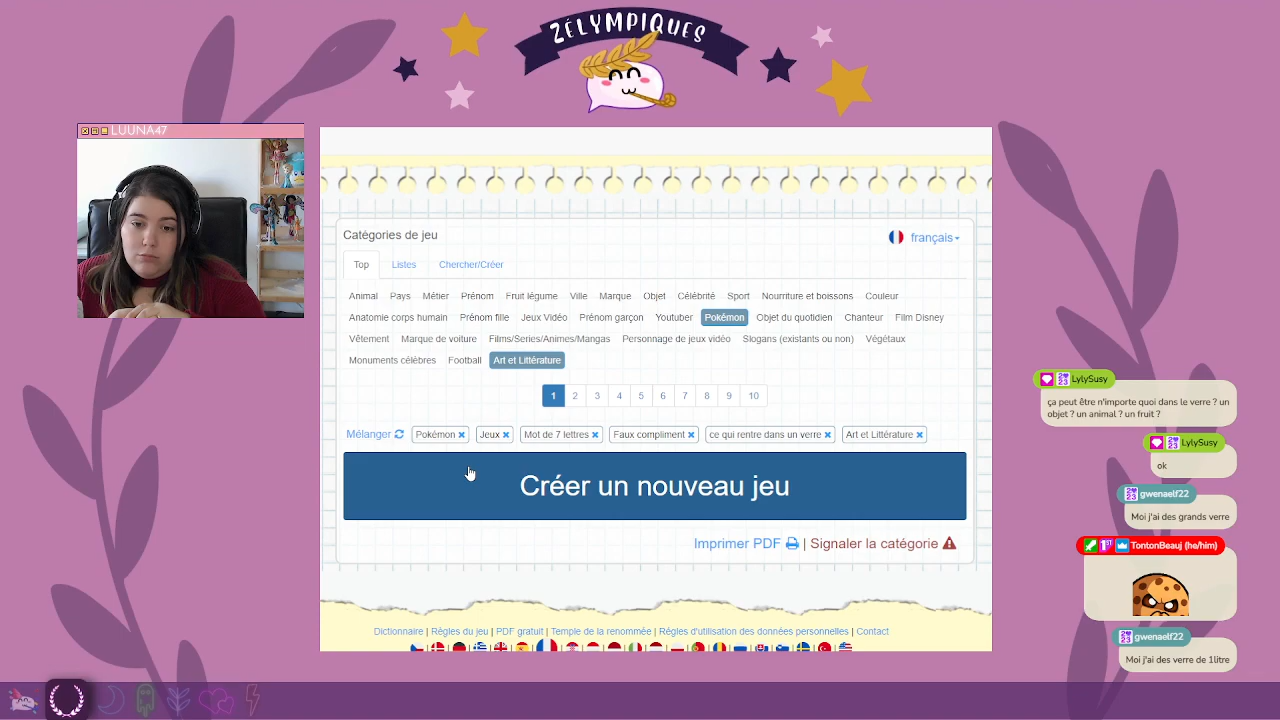 ZÉLYMPIQUES
LUUNA47
Catégories de jeu
français
Top Listes Chercher/Créer
Animal Pays Métier Prénom Fruit légume Ville Marque Objet Célébrité Sport Nourriture et boissons Couleur
Anatomie corps humain Prénom fille Jeux Vidéo Prénom garçon Youtuber Pokémon Objet du quotidien Chanteur Film Disney
Vêtement Marque de voiture Films/Series/Animes/Mangas Personnage de jeux vidéo Slogans (existants ou non) Végétaux
Monuments célèbres Football Art et Littérature
1 2 3 4 5 6 7 8 9 10
Mélanger Pokémon Jeux Mot de 7 lettres Faux compliment ce qui rentre dans un verre Art et Littérature
Créer un nouveau jeu
Imprimer PDF | Signaler la catégorie
Dictionnaire | Règles du jeu | PDF gratuit | Temple de la renommée | Règles d'utilisation des données personnelles | Contact
LylySusy
ça peut être n'importe quoi dans le verre ? un
objet ? un animal ? un fruit ?
LylySusy
ok
gwenaelf22
Moi j'ai des grands verre
TontonBeauj (he/him)
gwenaelf22
Moi j'ai des verre de 1litre